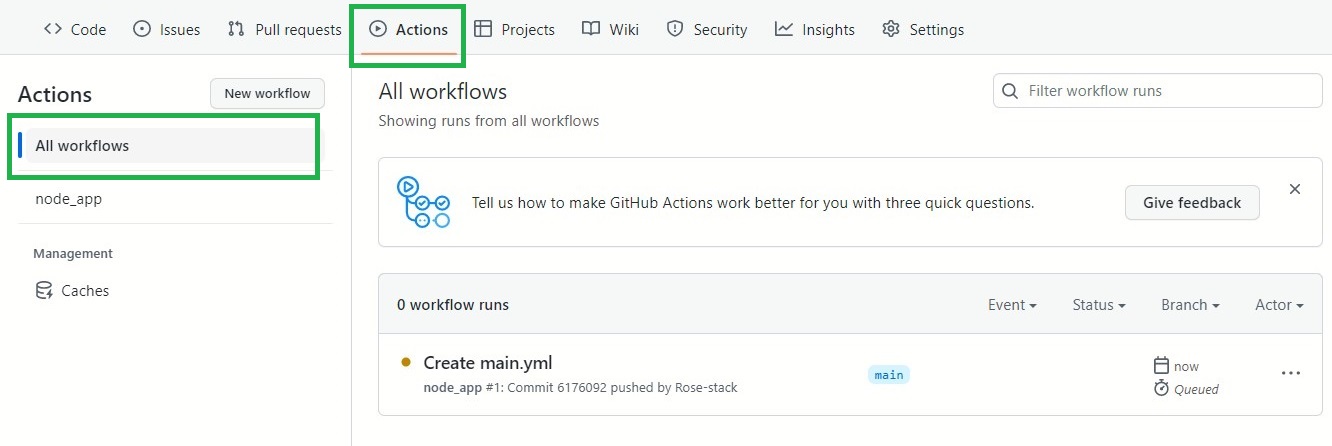 Code Issues Pull requests Actions Projects Wiki Security Insights Settings
Actions
New workflow
All workflows
node_app
Management
Caches
All workflows
Showing runs from all workflows
Filter workflow runs
Tell us how to make GitHub Actions work better for you with three quick questions.
Give feedback
0 workflow runs
Event Status Branch Actor
Create main.yml
node_app #1: Commit 6176092 pushed by Rose-stack
main
now
Queued